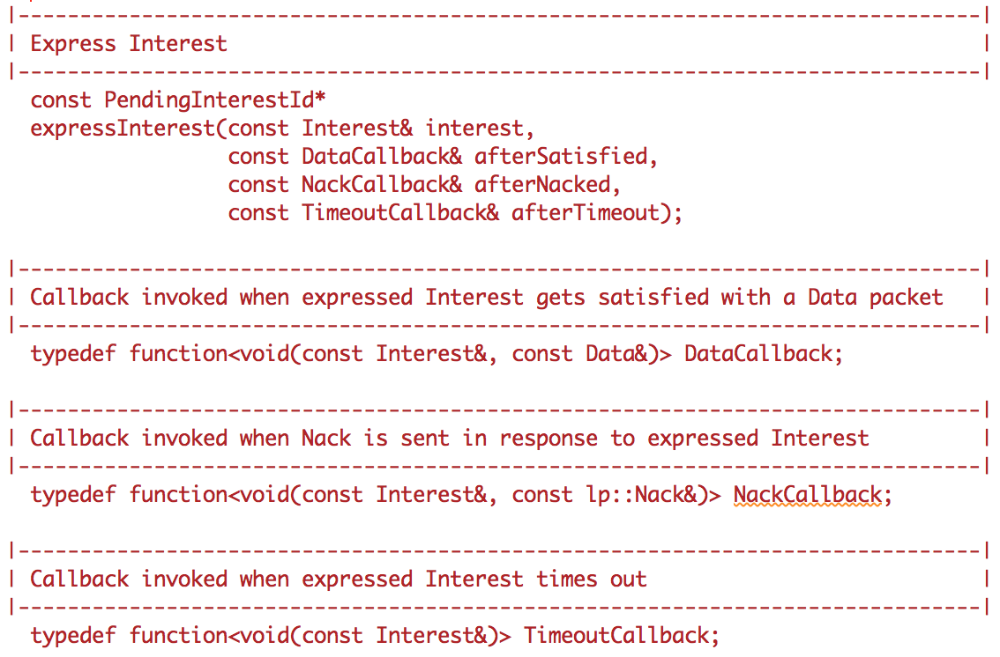 |------------------------------------------------------------------------------|
| Express Interest |
|------------------------------------------------------------------------------|
const PendingInterestId*
expressInterest(const Interest& interest,
const DataCallback& afterSatisfied,
const NackCallback& afterNacked,
const TimeoutCallback& afterTimeout);
|------------------------------------------------------------------------------|
| Callback invoked when expressed Interest gets satisfied with a Data packet |
|------------------------------------------------------------------------------|
typedef function<void(const Interest&, const Data&)> DataCallback;
|------------------------------------------------------------------------------|
| Callback invoked when Nack is sent in response to expressed Interest |
|------------------------------------------------------------------------------|
typedef function<void(const Interest&, const lp::Nack&)> NackCallback;
|------------------------------------------------------------------------------|
| Callback invoked when expressed Interest times out |
|------------------------------------------------------------------------------|
typedef function<void(const Interest&)> TimeoutCallback;